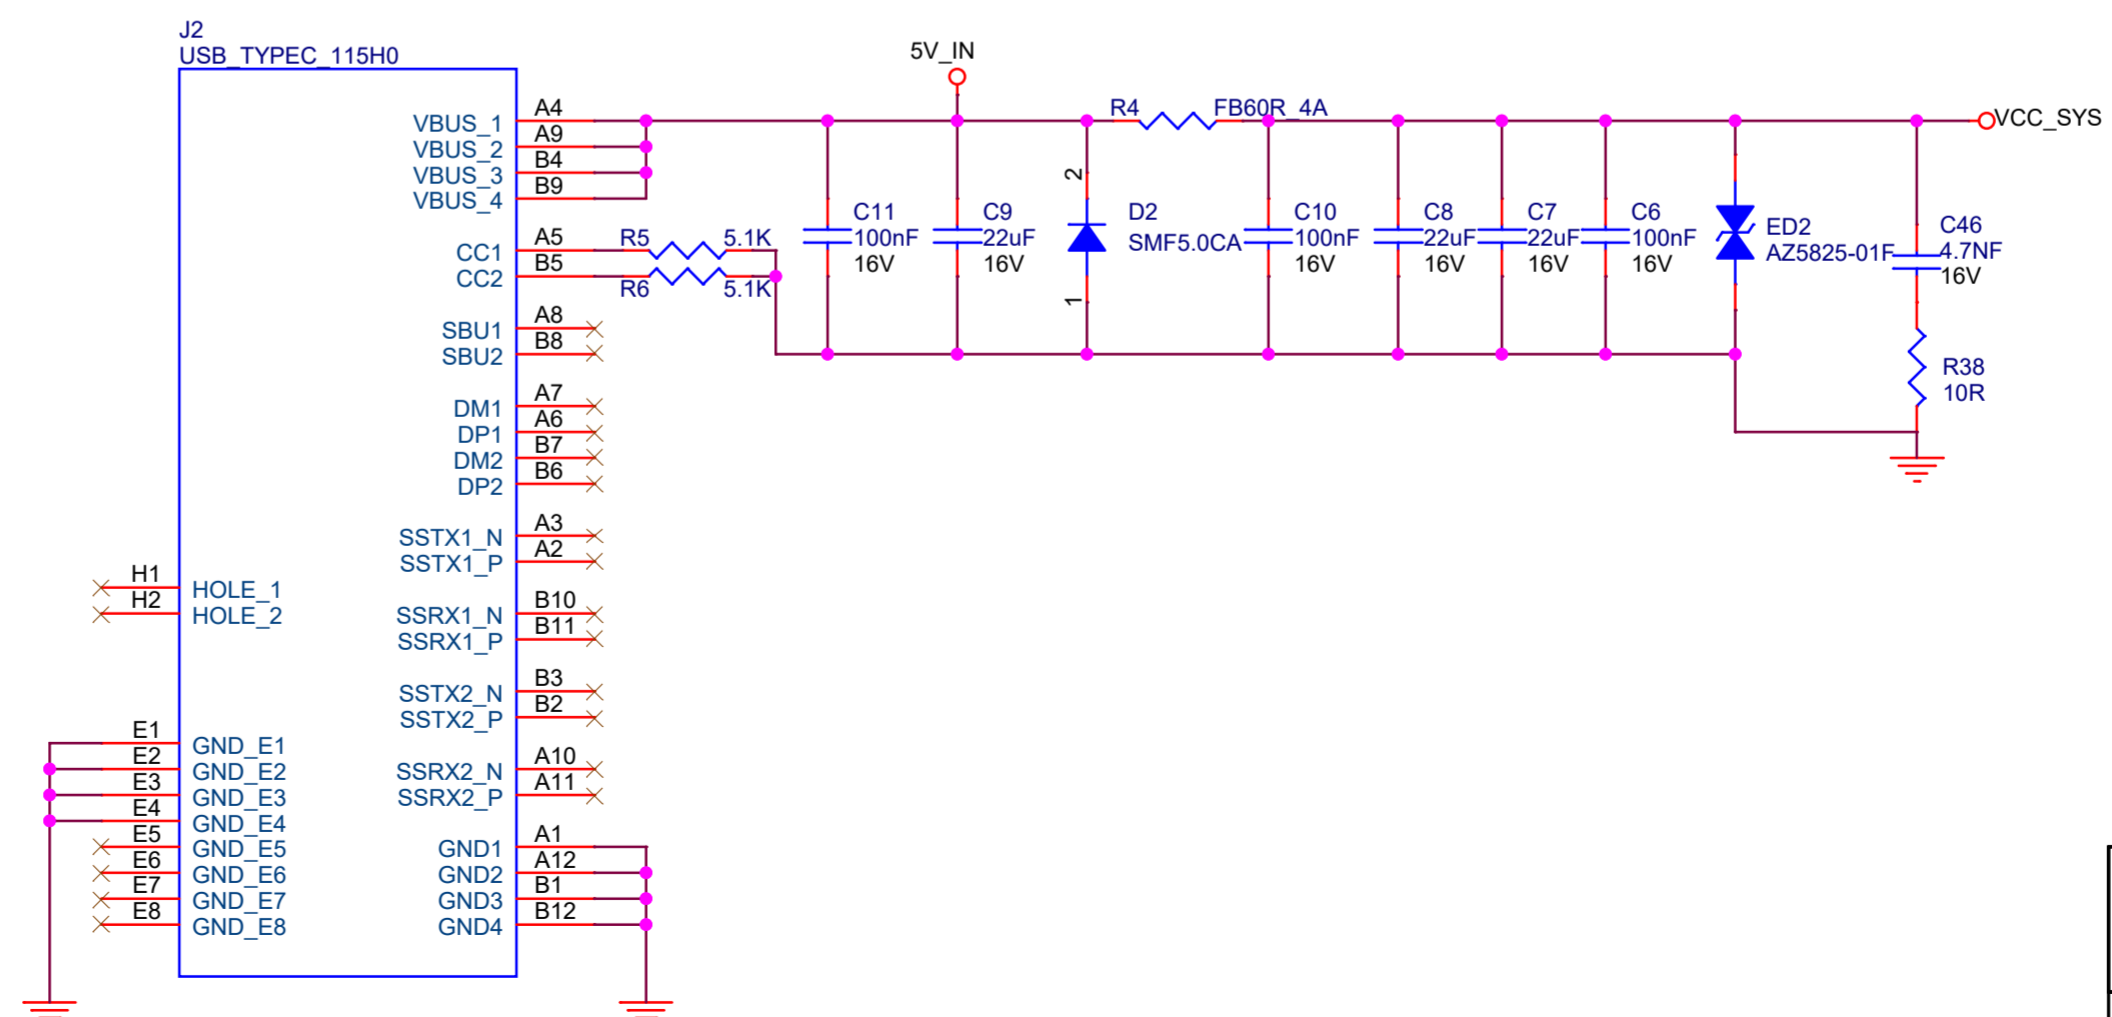 J2
USB_TYPEC_115H0
5V_IN
VBUS_1 A4
VBUS_2 A9
VBUS_3 B4
VBUS_4 B9
R4 FB60R_4A
VCC_SYS
CC1 A5
CC2 B5
R5 5.1K
R6 5.1K
2
1
C11
100nF
16V
C9
22uF
16V
D2
SMF5.0CA
C10
100nF
16V
C8
22uF
16V
C7
22uF
16V
C6
100nF
16V
ED2
AZ5825-01F
C46
4.7NF
16V
R38
10R
SBU1 A8
SBU2 B8
DM1 A7
DP1 A6
DM2 B7
DP2 B6
SSTX1_N A3
SSTX1_P A2
H1 HOLE_1
H2 HOLE_2
SSRX1_N B10
SSRX1_P B11
SSTX2_N B3
SSTX2_P B2
SSRX2_N A10
SSRX2_P A11
E1 GND_E1
E2 GND_E2
E3 GND_E3
E4 GND_E4
E5 GND_E5
E6 GND_E6
E7 GND_E7
E8 GND_E8
GND1 A1
GND2 A12
GND3 B1
GND4 B12